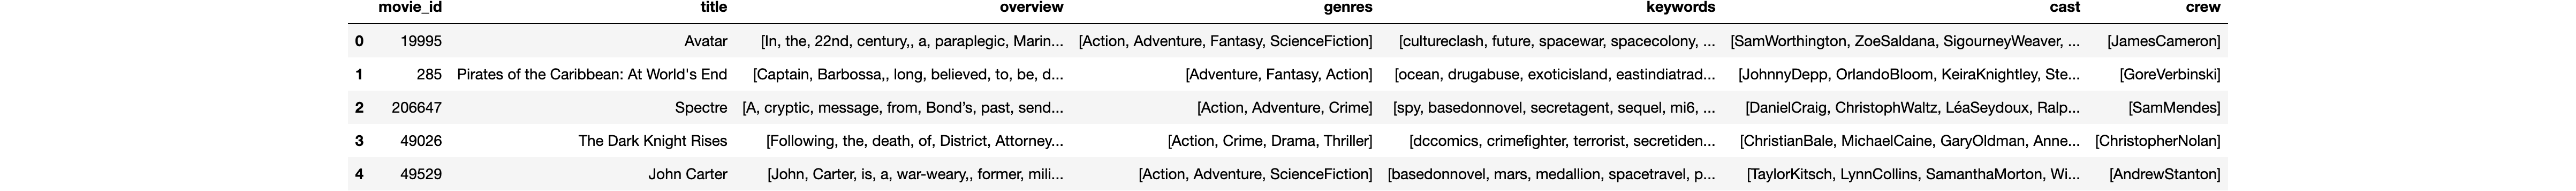 movie_id title overview genres keywords cast crew
0 19995 Avatar [In, the, 22nd, century,, a, paraplegic, Marin... [Action, Adventure, Fantasy, ScienceFiction] [cultureclash, future, spacewar, spacecolony, ... [SamWorthington, ZoeSaldana, SigourneyWeaver, ... [JamesCameron]
1 285 Pirates of the Caribbean: At World's End [Captain, Barbossa,, long, believed, to, be, d... [Adventure, Fantasy, Action] [ocean, drugabuse, exoticisland, eastindiatrad... [JohnnyDepp, OrlandoBloom, KeiraKnightley, Ste... [GoreVerbinski]
2 206647 Spectre [A, cryptic, message, from, Bond’s, past, send... [Action, Adventure, Crime] [spy, basedonnovel, secretagent, sequel, mi6, ... [DanielCraig, ChristophWaltz, LéaSeydoux, Ralp... [SamMendes]
3 49026 The Dark Knight Rises [Following, the, death, of, District, Attorney... [Action, Crime, Drama, Thriller] [dccomics, crimefighter, terrorist, secretiden... [ChristianBale, MichaelCaine, GaryOldman, Anne... [ChristopherNolan]
4 49529 John Carter [John, Carter, is, a, war-weary,, former, mili... [Action, Adventure, ScienceFiction] [basedonnovel, mars, medallion, spacetravel, p... [TaylorKitsch, LynnCollins, SamanthaMorton, Wi... [AndrewStanton]